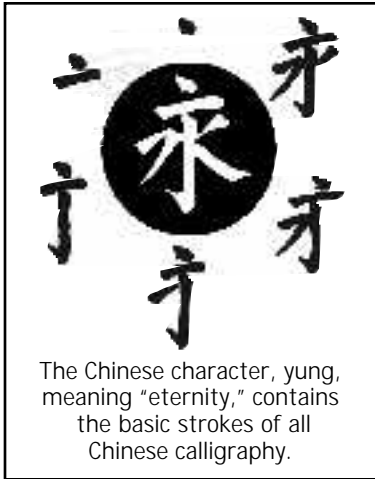 永
The Chinese character, yung,
meaning “eternity,” contains
the basic strokes of all
Chinese calligraphy.